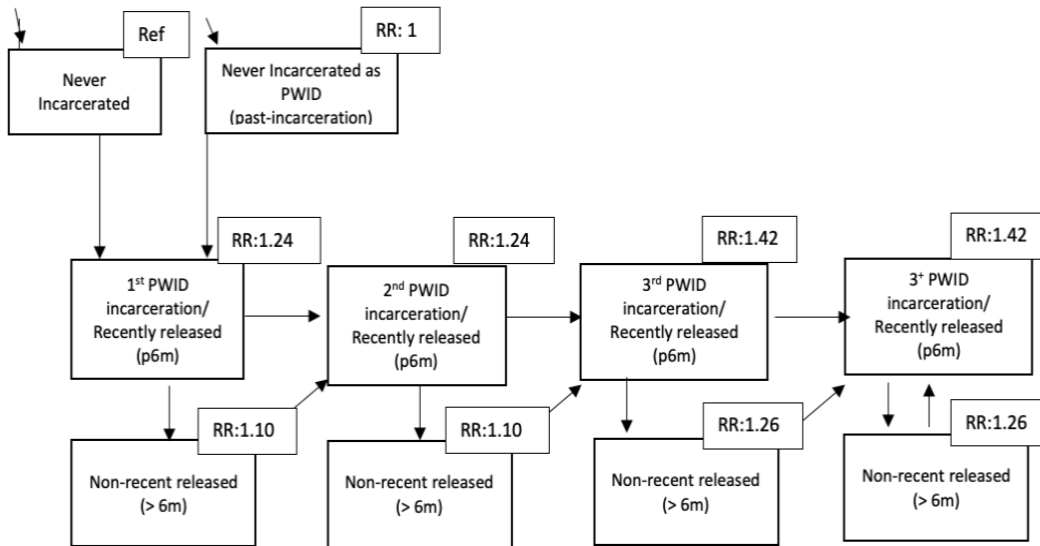 Ref
Never
Incarcerated
RR: 1
Never Incarcerated as
PWID
(past-incarceration)
RR:1.24
1st PWID
incarceration/
Recently released
(p6m)
RR:1.24
2nd PWID
incarceration/
Recently released
(p6m)
RR:1.42
3rd PWID
incarceration/
Recently released
(p6m)
RR:1.42
3+ PWID
incarceration/
Recently released
(p6m)
RR:1.10
Non-recent released
(> 6m)
RR:1.10
Non-recent released
(> 6m)
RR:1.26
Non-recent released
(> 6m)
RR:1.26
Non-recent released
(> 6m)